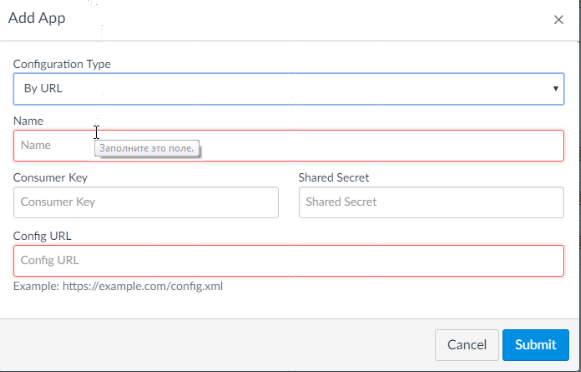 Add App
×
Configuration Type
By URL
Name
Name
Заполните это поле.
Consumer Key Shared Secret
Consumer Key Shared Secret
Config URL
Config URL
Example: https://example.com/config.xml
Cancel Submit